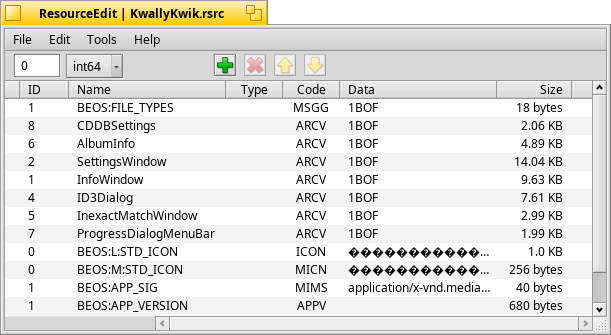 ResourceEdit | KwallyKwik.rsrc
File Edit Tools Help
0 int64
ID Name Type Code Data Size
1 BEOS:FILE_TYPES MSGG 1BOF 18 bytes
8 CDDBSettings ARCV 1BOF 2.06 KB
6 AlbumInfo ARCV 1BOF 4.89 KB
2 SettingsWindow ARCV 1BOF 14.04 KB
1 InfoWindow ARCV 1BOF 9.63 KB
4 ID3Dialog ARCV 1BOF 7.61 KB
5 InexactMatchWindow ARCV 1BOF 2.99 KB
7 ProgressDialogMenuBar ARCV 1BOF 1.99 KB
0 BEOS:L:STD_ICON ICON �������������... 1.0 KB
0 BEOS:M:STD_ICON MICN �������������... 256 bytes
1 BEOS:APP_SIG MIMS application/x-vnd.media... 40 bytes
1 BEOS:APP_VERSION APPV 680 bytes